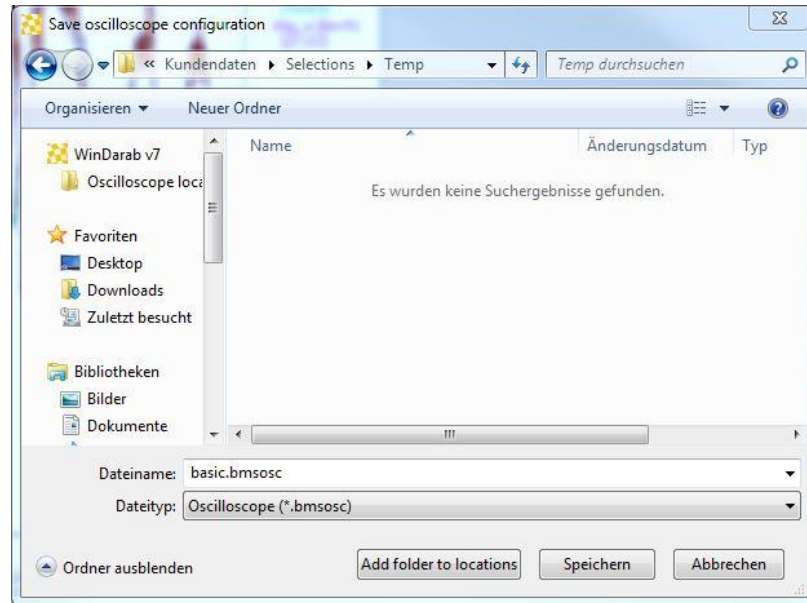 Save oscilloscope configuration
« Kundendaten Selections Temp Temp durchsuchen
Organisieren Neuer Ordner
Name Änderungsdatum Typ
WinDarab v7
Oscilloscope loca
Es wurden keine Suchergebnisse gefunden.
Favoriten
Desktop
Downloads
Zuletzt besucht
Bibliotheken
Bilder
Dokumente
Dateiname: basic.bmsosc
Dateityp: Oscilloscope (*.bmsosc)
Ordner ausblenden Add folder to locations Speichern Abbrechen